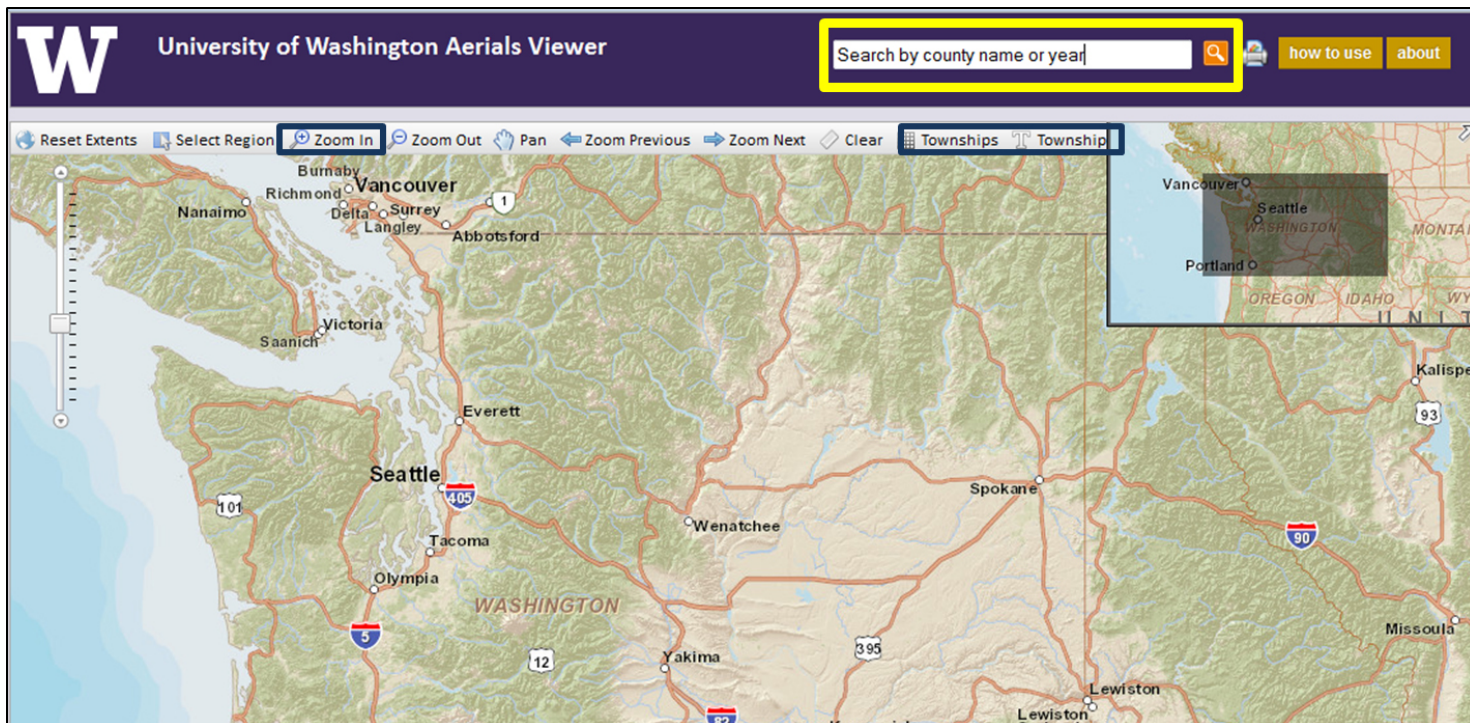 W
University of Washington Aerials Viewer
Search by county name or year
how to use
about
Reset Extents
Select Region
Zoom In
Zoom Out
Pan
Zoom Previous
Zoom Next
Clear
Townships
Township
Burnaby
Vancouver
Richmond
Nanaimo
Delta
Surrey
1
Langley
Abbotsford
Vancouver
Seattle
WASHINGTON
MONTA
Portland
OREGON
IDAHO
WY
UNIT
Victoria
Saanich
Kalispe
93
Everett
Seattle
405
101
Spokane
Wenatchee
90
Tacoma
Olympia
WASHINGTON
5
Missoula
395
12
Yakima
Lewiston
Lewiston
82